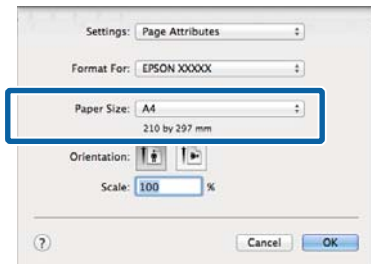 Settings: Page Attributes
Format For: EPSON XXXXX
Paper Size: A4
210 by 297 mm
Orientation:
Scale: 100 %
? Cancel OK